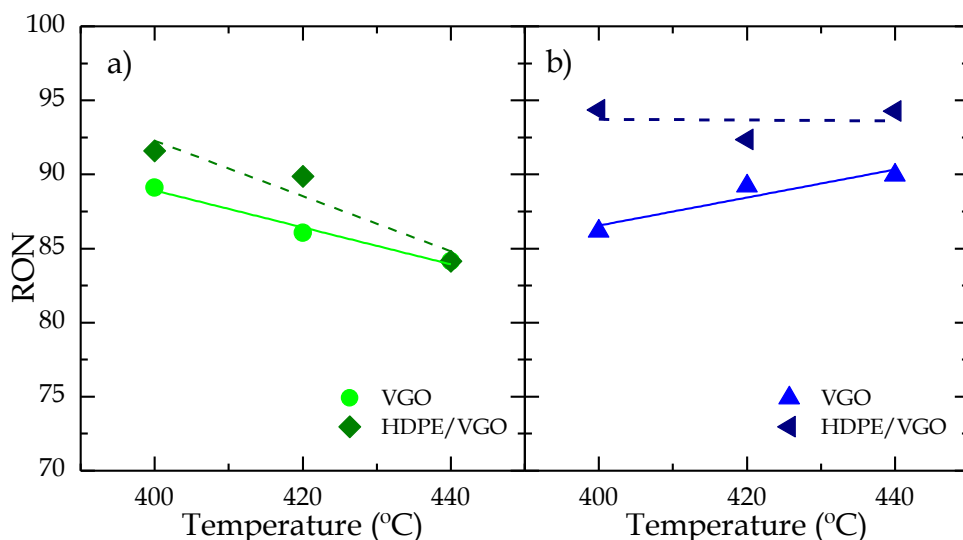 a)
b)
RON
100
95
90
85
80
75
70
VGO
HDPE/VGO
VGO
HDPE/VGO
400 420 440 400 420 440
Temperature (ºC) Temperature (ºC)